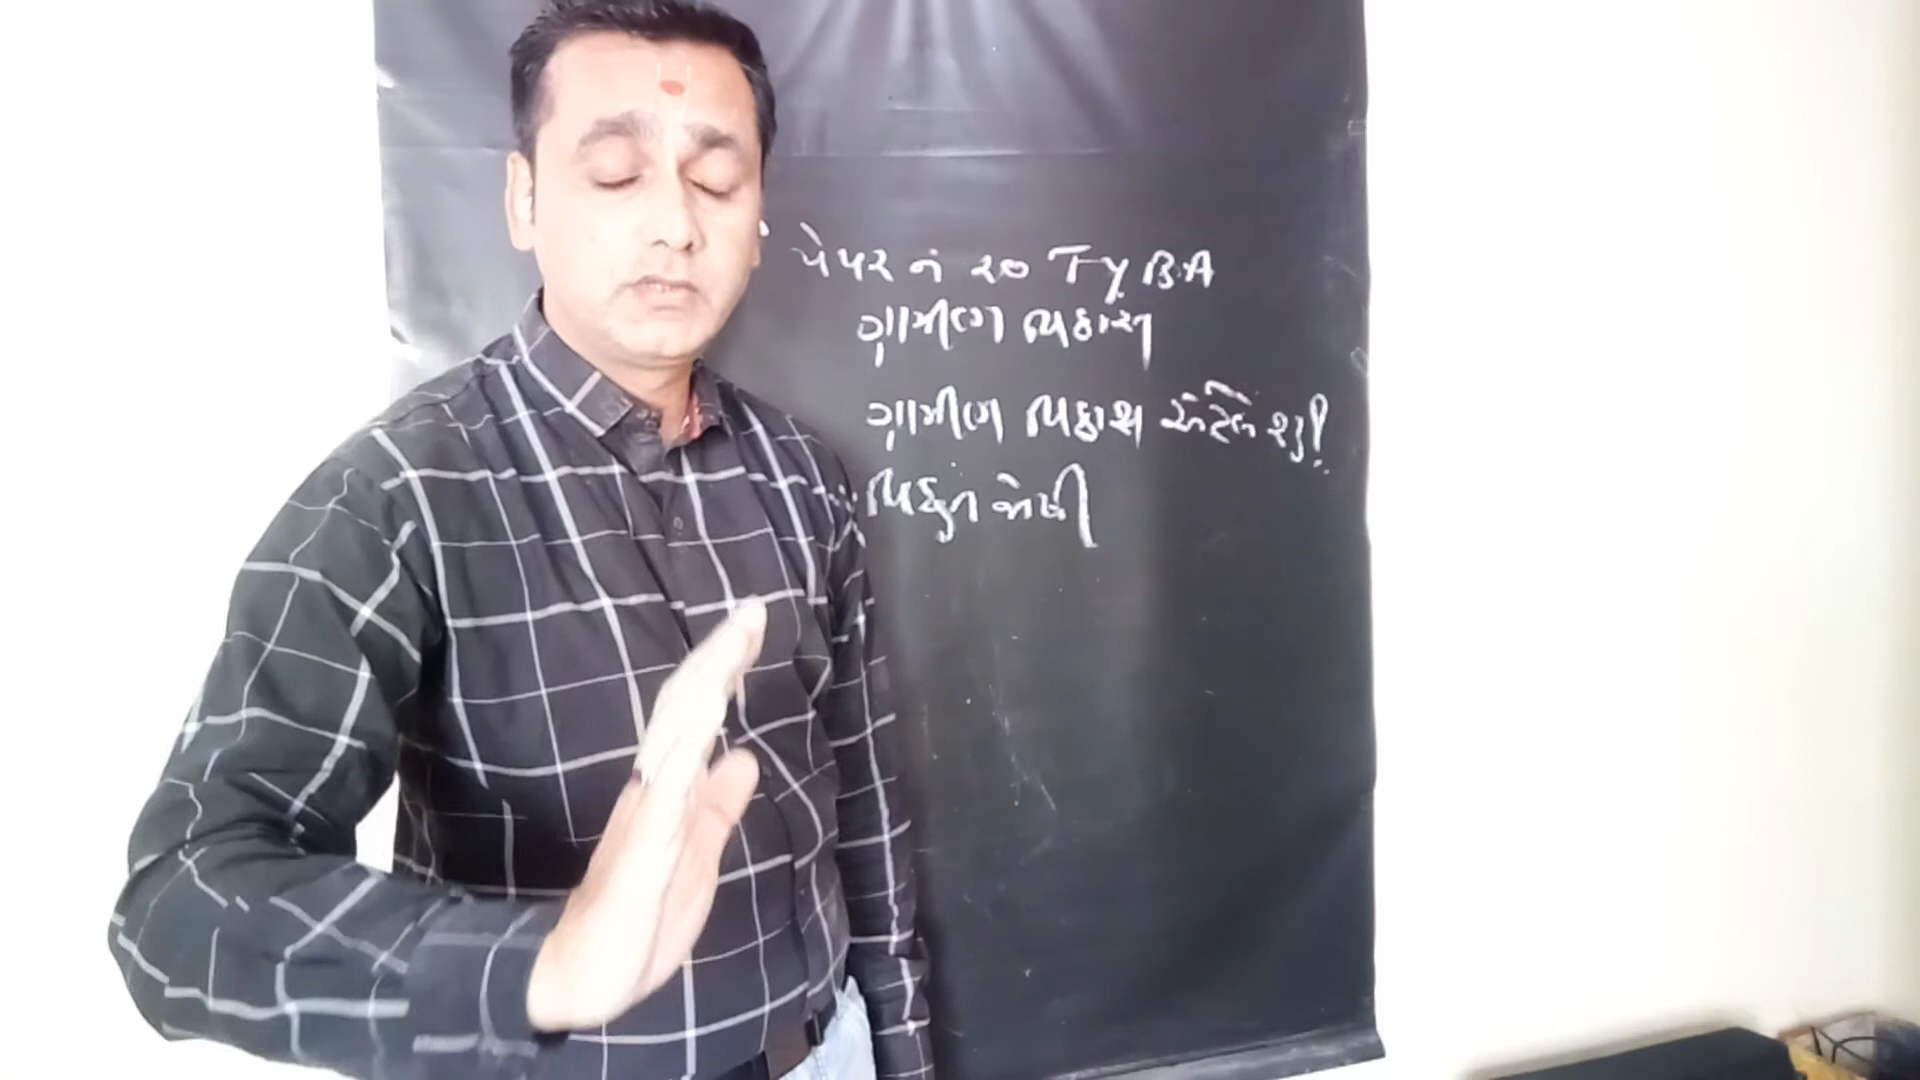 પેપર નં ૨૦ T.Y.B.A
ગ્રામીણ વિકાસ
ગ્રામીણ વિકાસ એટલે શું?
વિદ્યુત જોષી